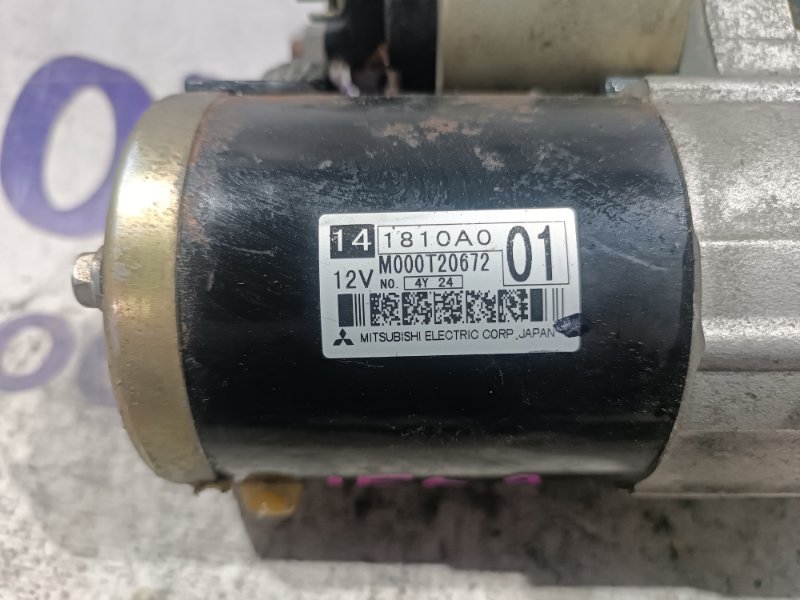 14 1810A0 01
12V M000T20672
NO. 4Y 24
MITSUBISHI ELECTRIC CORP. JAPAN